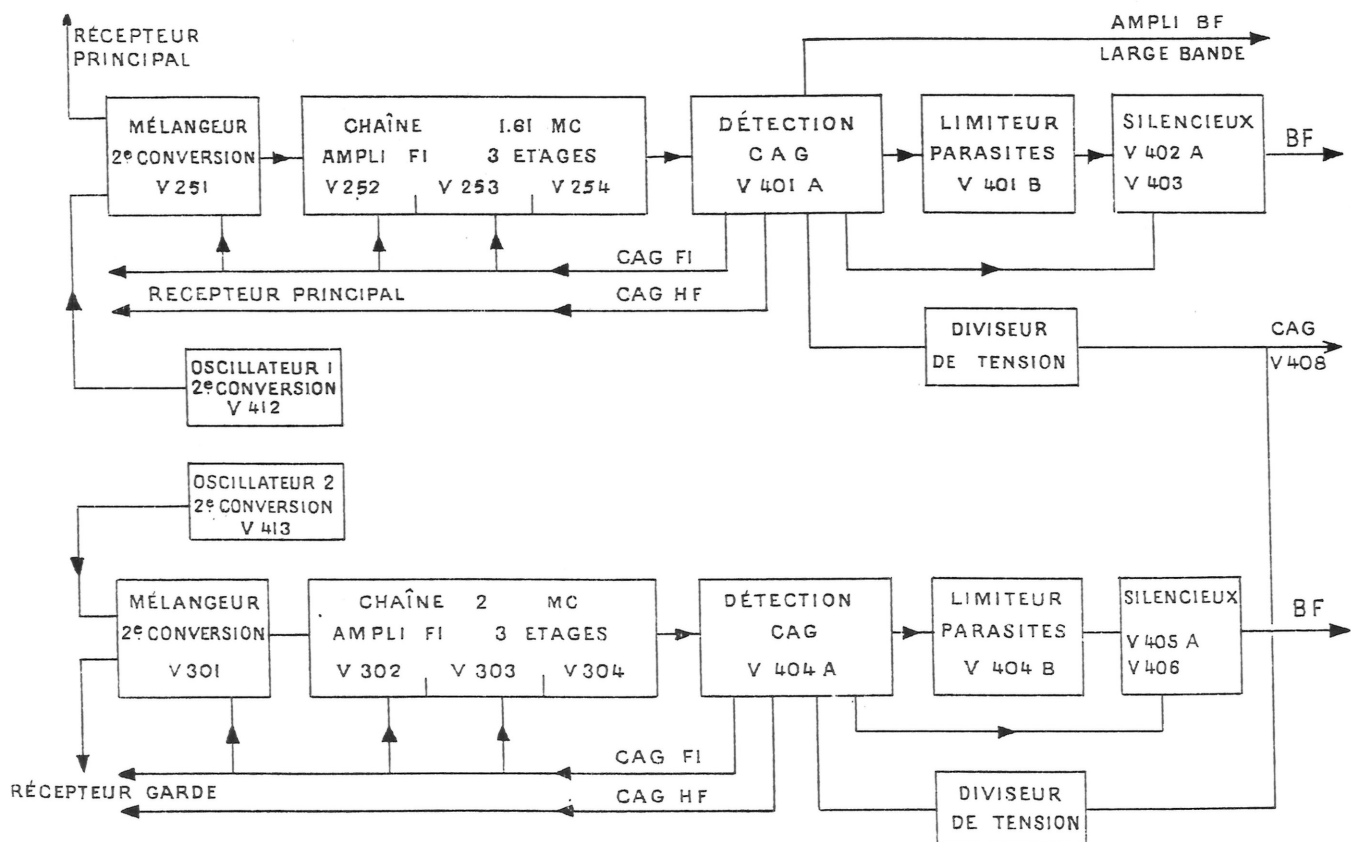 RÉCEPTEUR
PRINCIPAL
AMPLI BF
LARGE BANDE
MÉLANGEUR
2e CONVERSION
V 251
CHAÎNE 1.61 MC
AMPLI FI 3 ETAGES
V 252 V 253 V 254
DÉTECTION
CAG
V 401 A
LIMITEUR
PARASITES
V 401 B
SILENCIEUX
V 402 A
V 403
BF
CAG FI
RECEPTEUR PRINCIPAL
CAG HF
DIVISEUR
DE TENSION
CAG
V 408
OSCILLATEUR 1
2e CONVERSION
V 412
OSCILLATEUR 2
2e CONVERSION
V 413
MÉLANGEUR
2e CONVERSION
V 301
CHAÎNE 2 MC
AMPLI FI 3 ETAGES
V 302 V 303 V 304
DÉTECTION
CAG
V 404 A
LIMITEUR
PARASITES
V 404 B
SILENCIEUX
V 405 A
V 406
BF
CAG FI
RÉCEPTEUR GARDE
CAG HF
DIVISEUR
DE TENSION